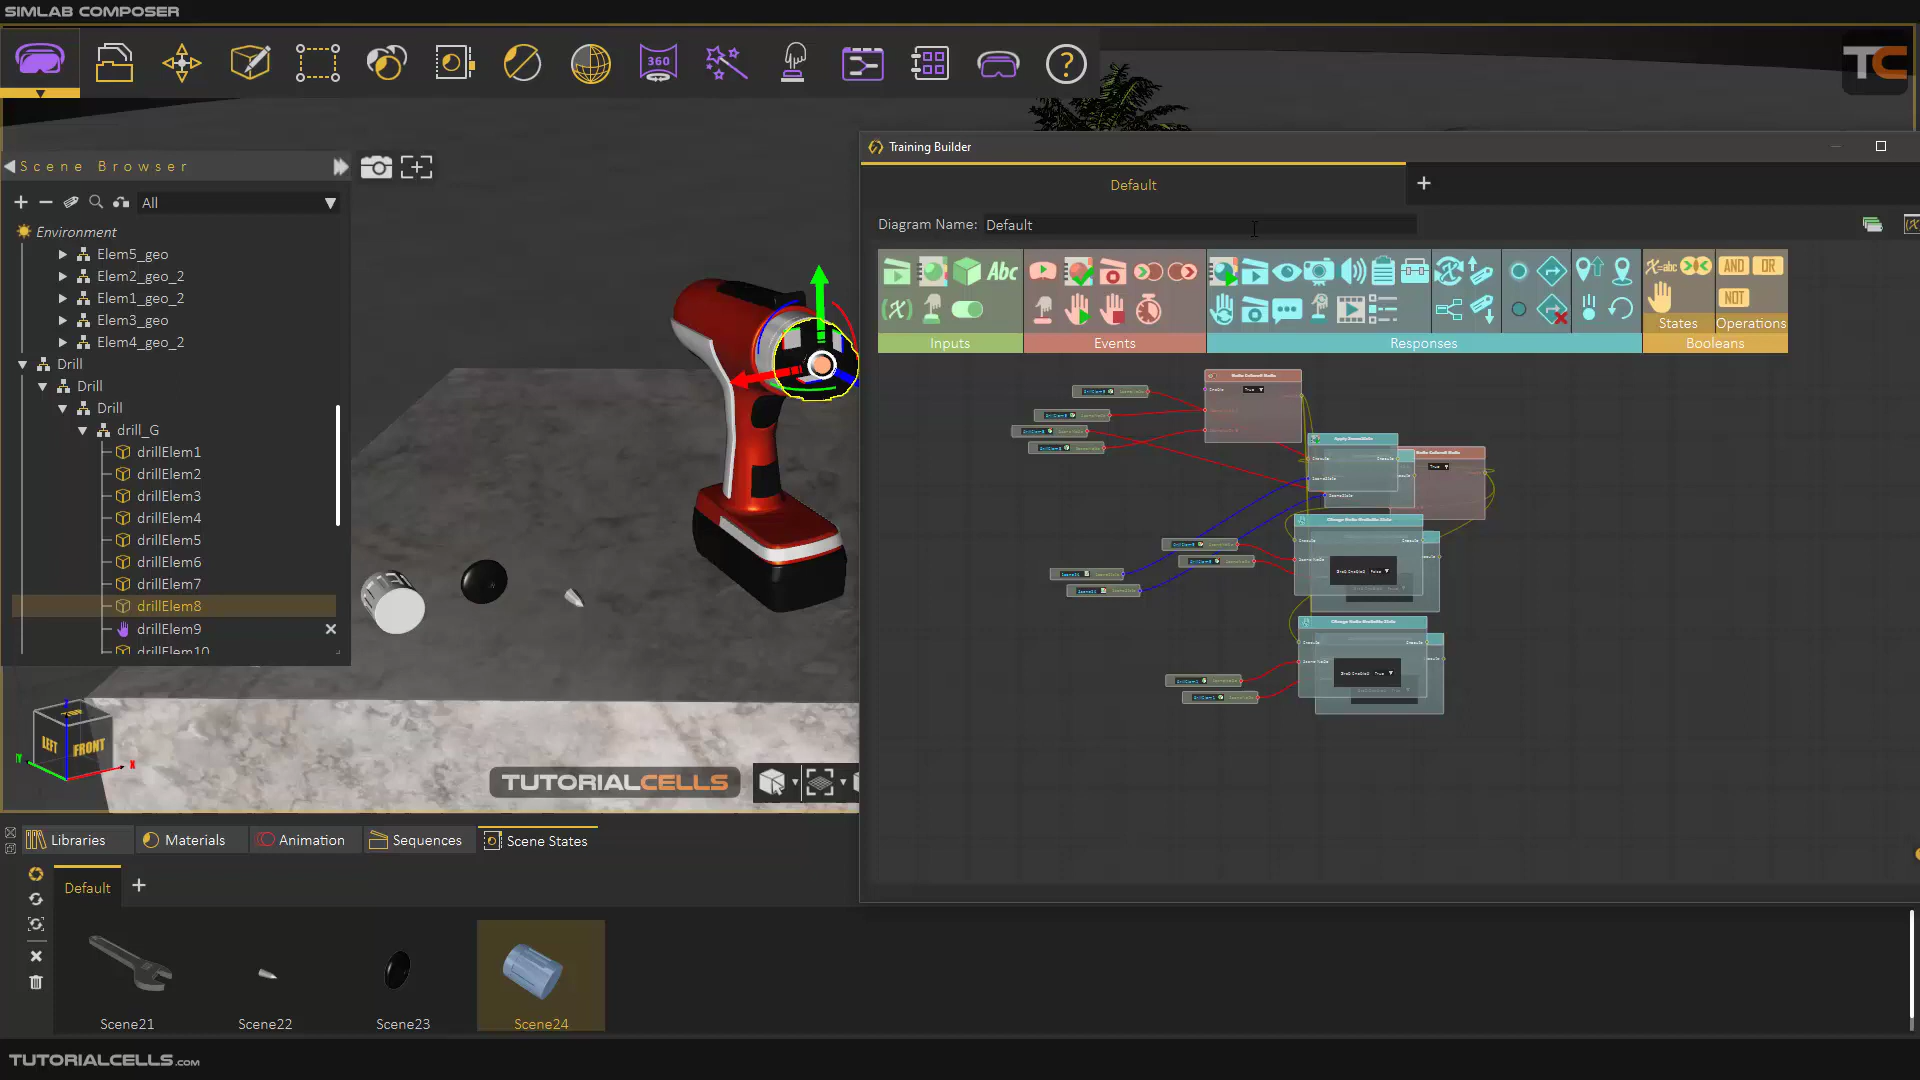 SIMLAB COMPOSER
360
?
TC
Scene Browser
All
Environment
Elem5_geo
Elem2_geo_2
Elem1_geo_2
Elem3_geo
Elem4_geo_2
Drill
Drill
Drill
drill_G
drillElem1
drillElem2
drillElem3
drillElem4
drillElem5
drillElem6
drillElem7
drillElem8
drillElem9
drillElem10
Training Builder
Default
Diagram Name: Default
Abc
(x)
X=abc
AND OR
NOT
States
Operations
Inputs
Events
Responses
Booleans
TOP
LEFT
FRONT
Y
X
TUTORIALCELLS
Libraries
Materials
Animation
Sequences
Scene States
Default
Scene21
Scene22
Scene23
Scene24
TUTORIALCELLS.COM